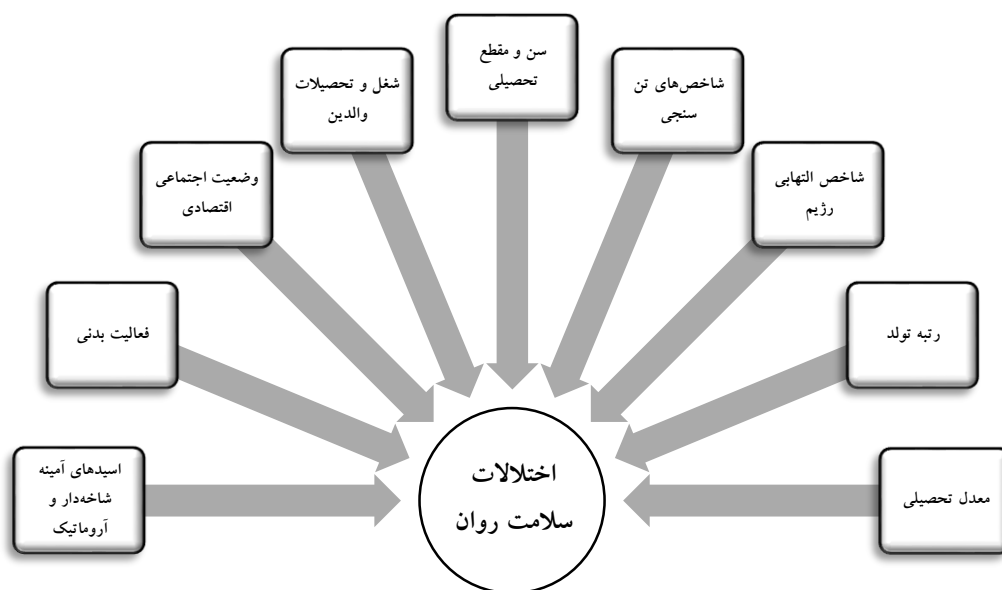 سن و مقطع
تحصیلی
شغل و تحصیلات
والدین
شاخص‌های تن
سنجی
وضعیت اجتماعی
اقتصادی
شاخص التهابی
رژیم
فعالیت بدنی
رتبه تولد
اسیدهای آمینه
شاخه‌دار و
آروماتیک
معدل تحصیلی
اختلالات
سلامت روان